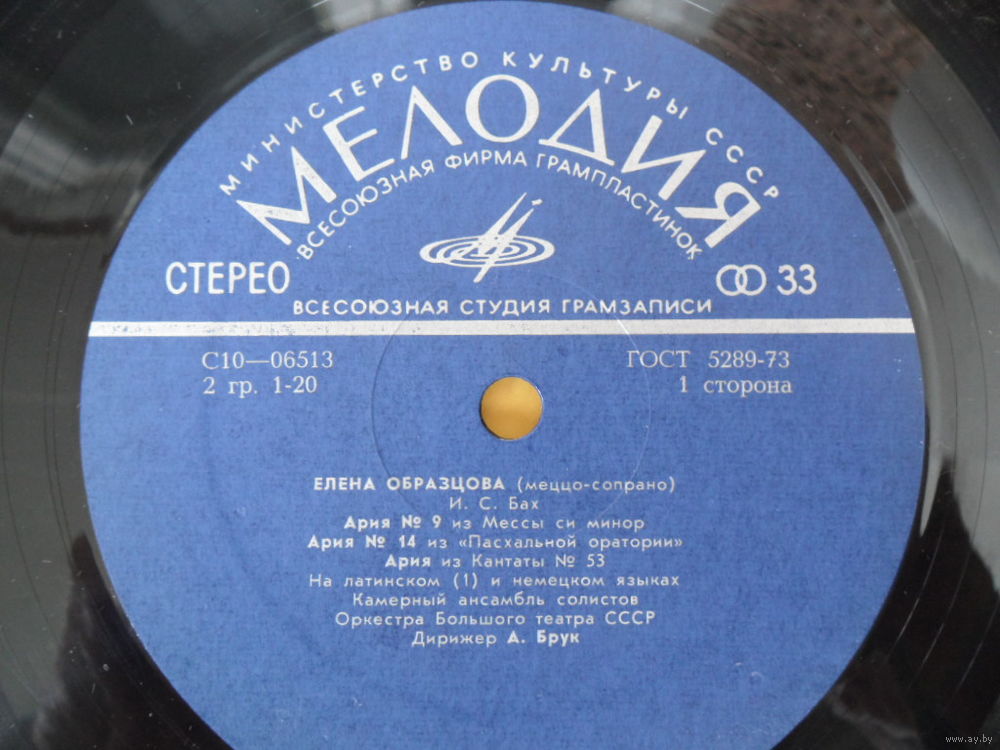 МИНИСТЕРСТВО КУЛЬТУРЫ СССР
МЕЛОДИЯ
ВСЕСОЮЗНАЯ ФИРМА ГРАМПЛАСТИНОК
СТЕРЕО
33
ВСЕСОЮЗНАЯ СТУДИЯ ГРАМЗАПИСИ
С10—06513
ГОСТ 5289-73
2 гр. 1-20
1 сторона
ЕЛЕНА ОБРАЗЦОВА (меццо-сопрано)
И. С. Бах
Ария № 9 из Мессы си минор
Ария № 14 из «Пасхальной оратории»
Ария из Кантаты № 53
На латинском (1) и немецком языках
Камерный ансамбль солистов
Оркестра Большого театра СССР
Дирижер А. Брук
www.ay.by